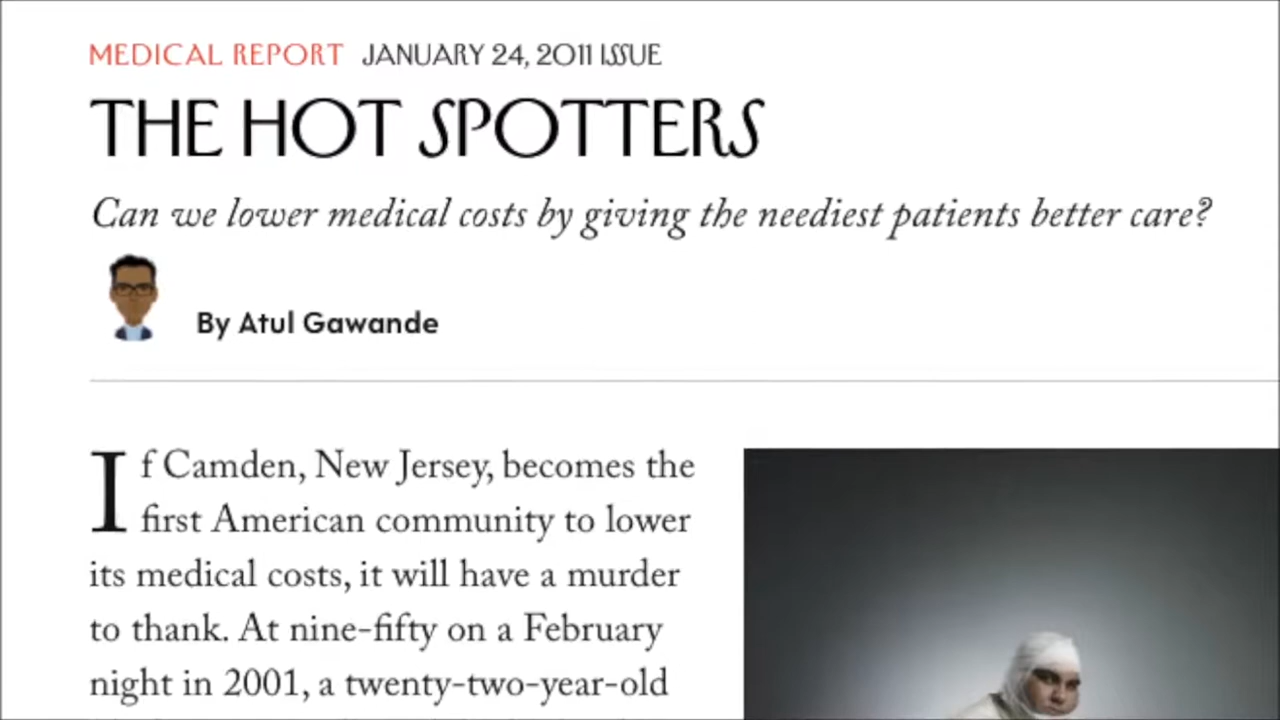 MEDICAL REPORT JANUARY 24, 2011 ISSUE
THE HOT SPOTTERS
Can we lower medical costs by giving the neediest patients better care?
By Atul Gawande
If Camden, New Jersey, becomes the
first American community to lower
its medical costs, it will have a murder
to thank. At nine-fifty on a February
night in 2001, a twenty-two-year-old